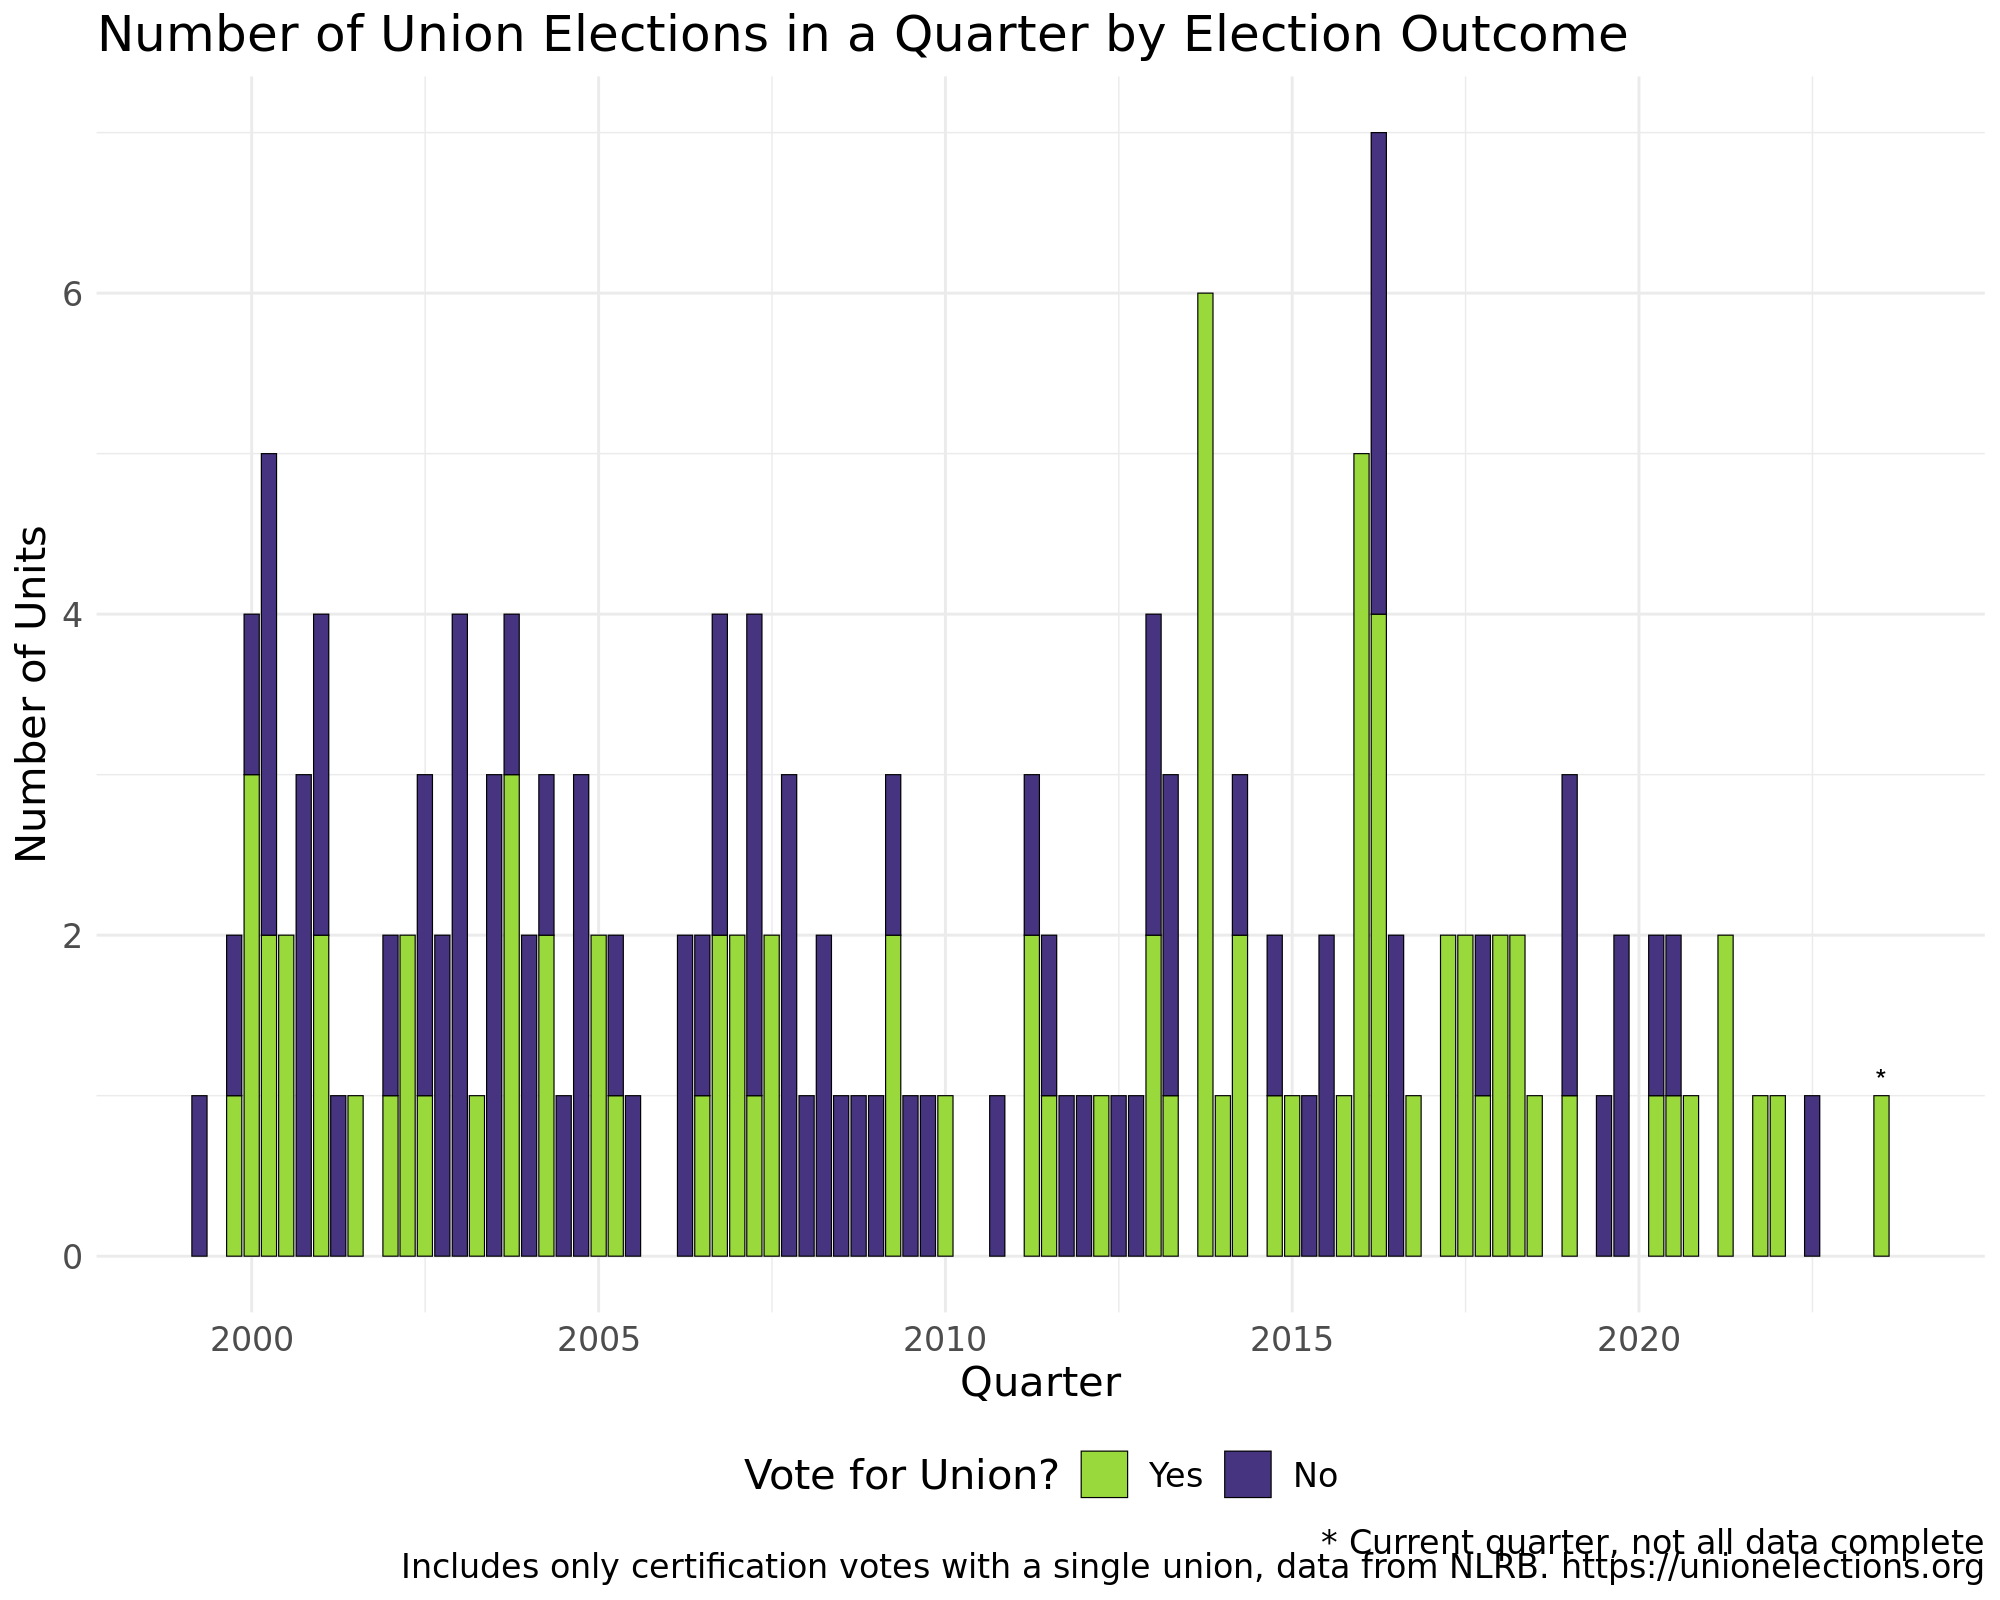 Number of Union Elections in a Quarter by Election Outcome
Number of Units
6
4
2
0
*
2000 2005 2010 2015 2020
Quarter
Vote for Union? Yes No
* Current quarter, not all data complete
Includes only certification votes with a single union, data from NLRB. https://unionelections.org